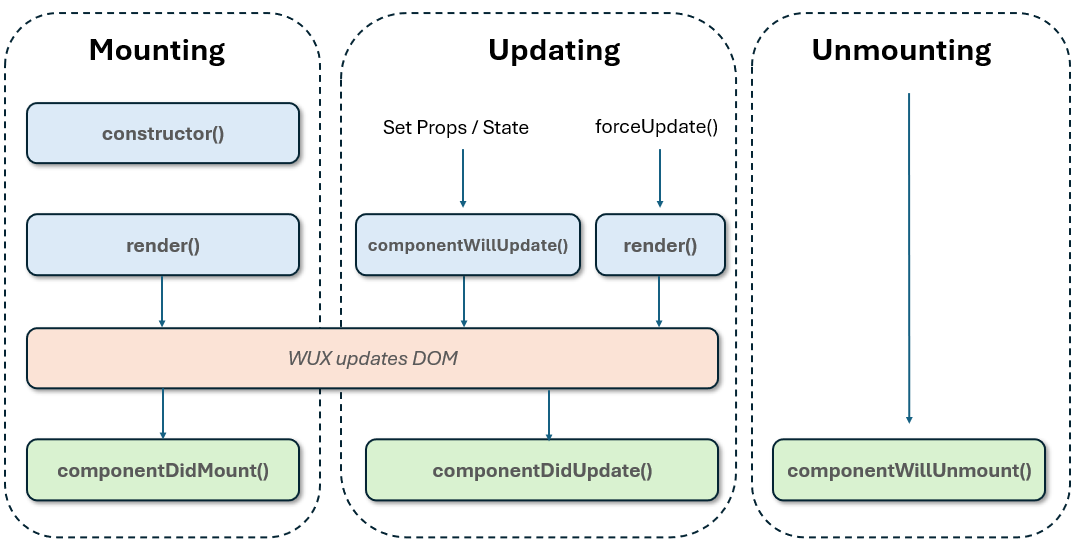 Mounting
Updating
Unmounting
constructor()
Set Props / State
forceUpdate()
render()
componentWillUpdate()
render()
WUX updates DOM
componentDidMount()
componentDidUpdate()
componentWillUnmount()